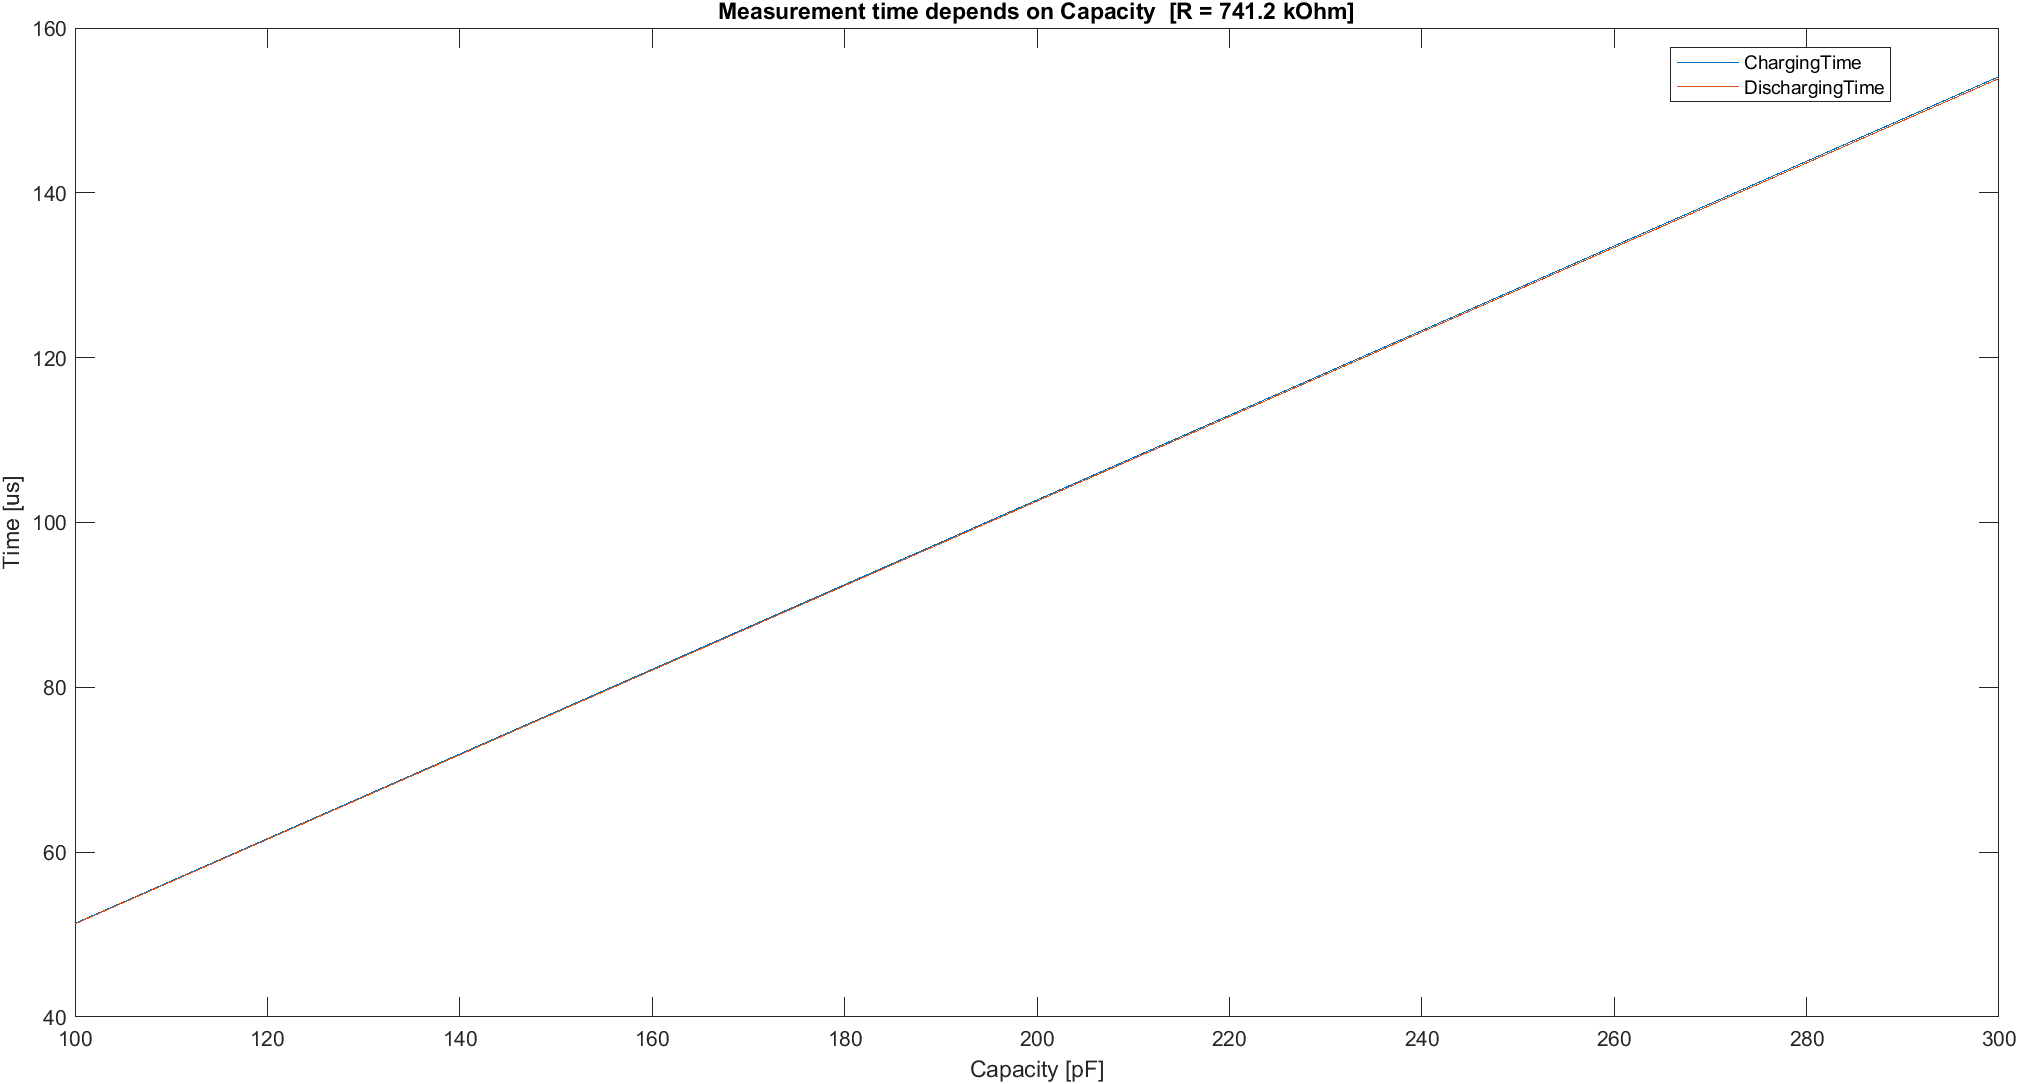 Measurement time depends on Capacity  [R = 741.2 kOhm]
ChargingTime
DischargingTime
160
140
120
100
80
60
40
Time [us]
100 120 140 160 180 200 220 240 260 280 300
Capacity [pF]